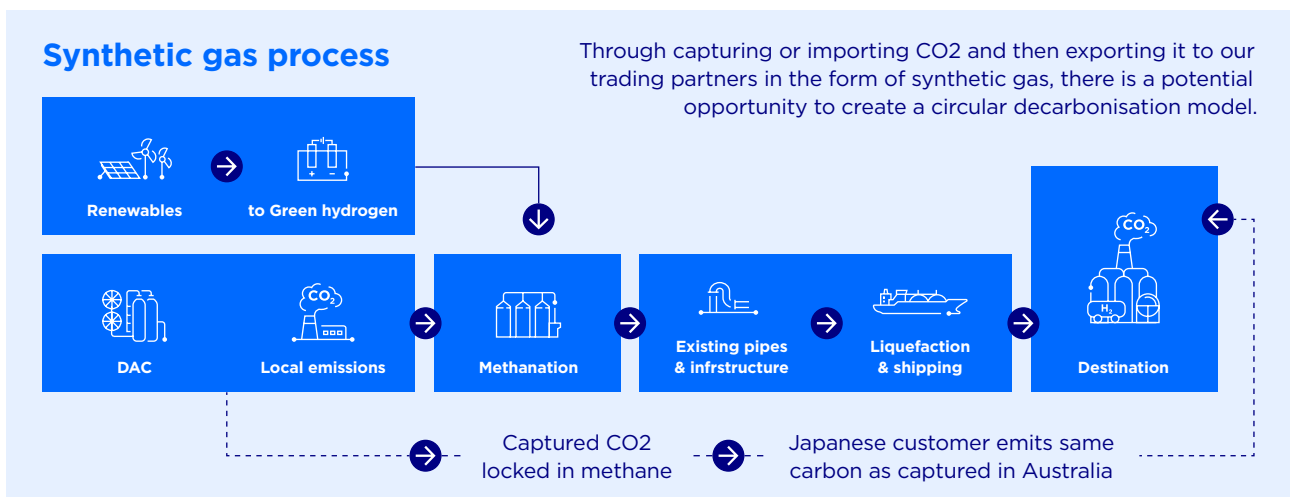 Synthetic gas process
Through capturing or importing CO2 and then exporting it to our
trading partners in the form of synthetic gas, there is a potential
opportunity to create a circular decarbonisation model.
Renewables
to Green hydrogen
+ −
DAC
CO₂
Local emissions
Methanation
Existing pipes
& infrstructure
Liquefaction
& shipping
CO₂
H₂
Destination
Captured CO2
locked in methane
Japanese customer emits same
carbon as captured in Australia